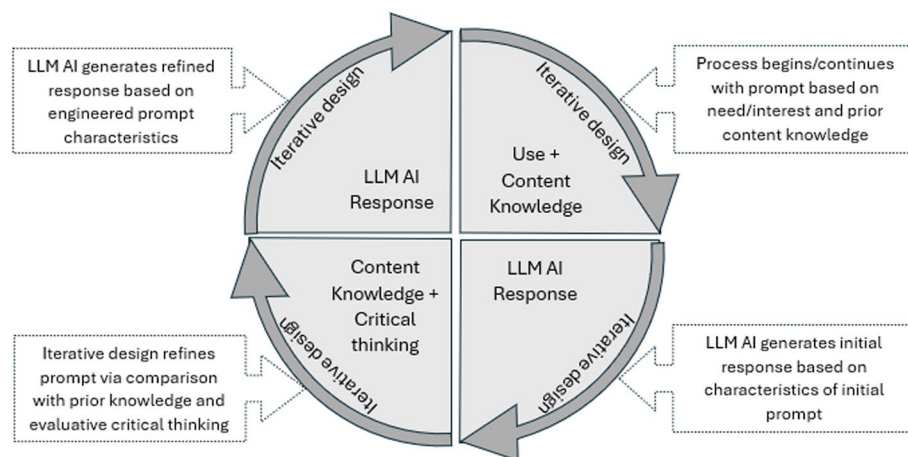 LLM AI generates refined
response based on
engineered prompt
characteristics
Iterative design
LLM AI
Response
Iterative design
Use +
Content
Knowledge
Process begins/continues
with prompt based on
need/interest and prior
content knowledge
Iterative design refines
prompt via comparison
with prior knowledge and
evaluative critical thinking
Iterative design
Content
Knowledge +
Critical
thinking
LLM AI
Response
Iterative design
LLM AI generates initial
response based on
characteristics of initial
prompt